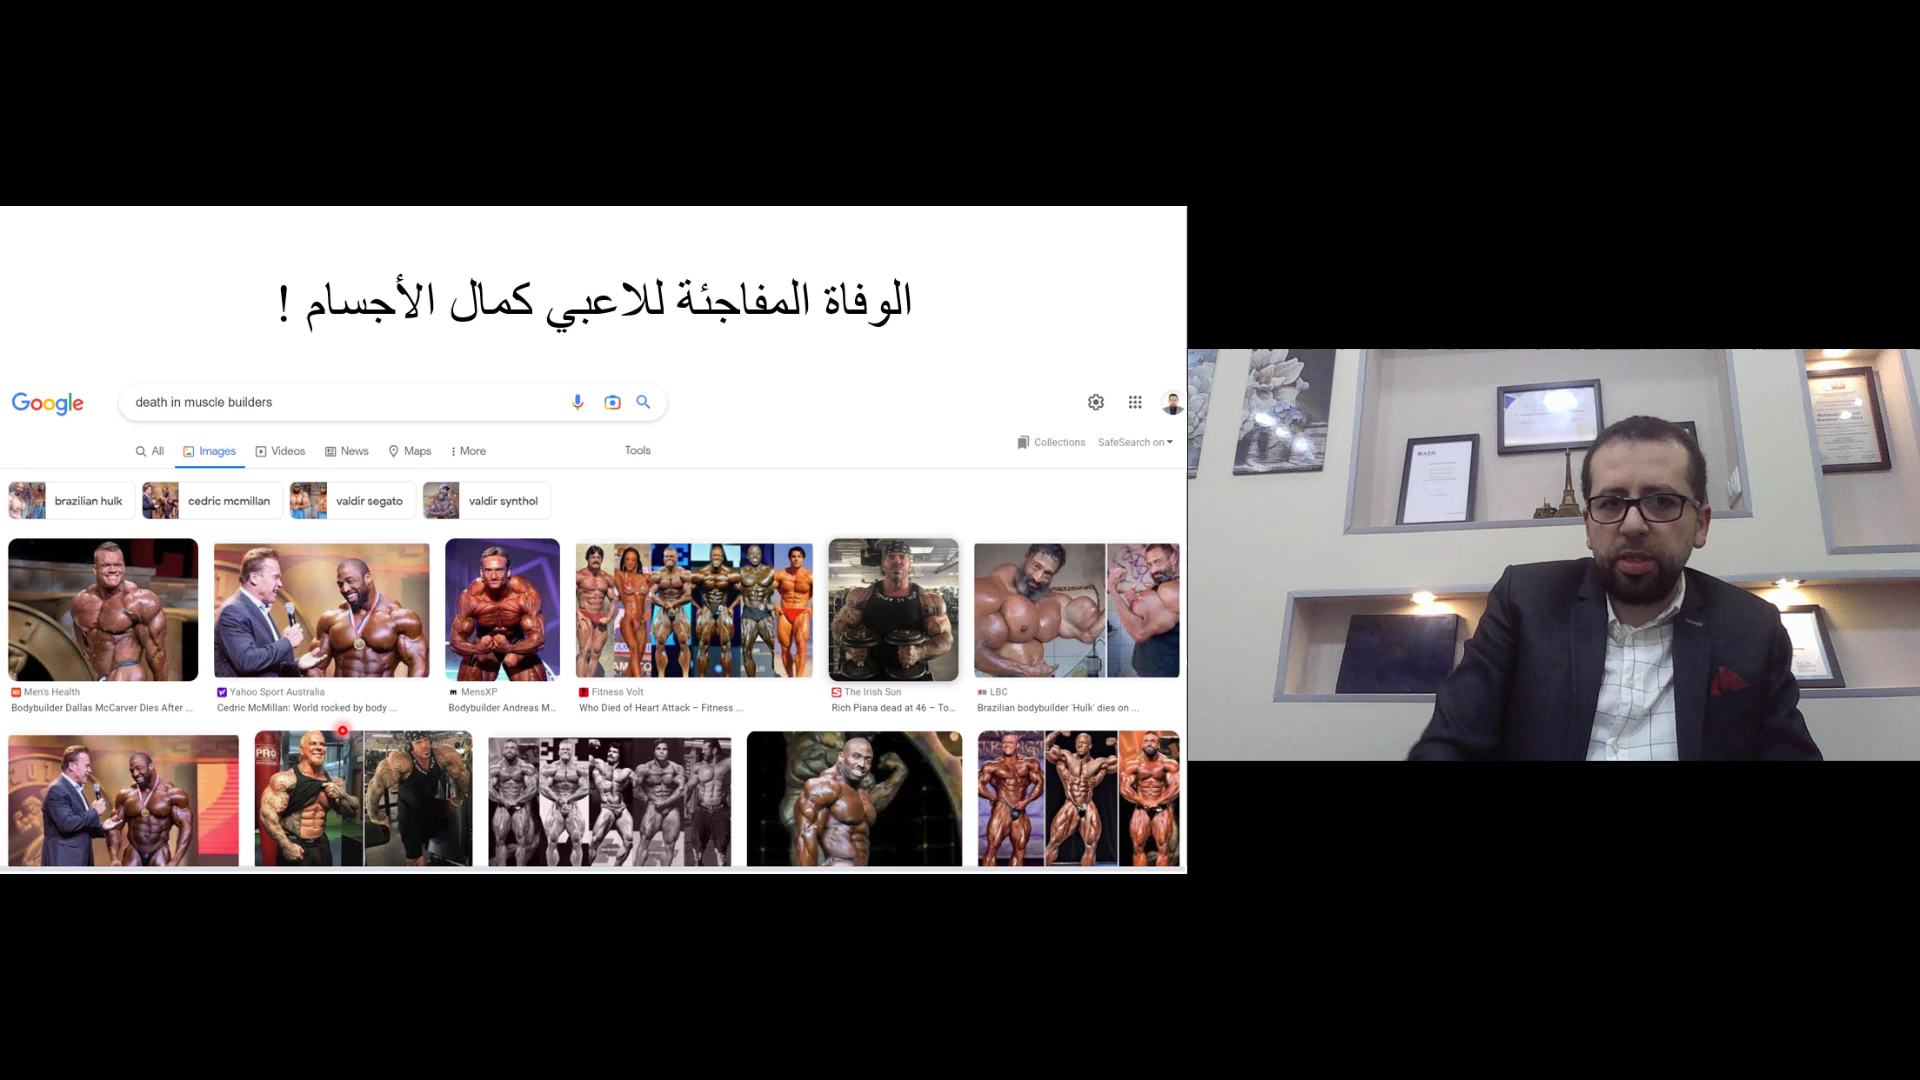 الوفاة المفاجئة للاعبي كمال الأجسام !
Google
death in muscle builders
All
Images
Videos
News
Maps
More
Tools
Collections
SafeSearch on
brazilian hulk
cedric mcmillan
valdir segato
valdir synthol
Men's Health
Bodybuilder Dallas McCarver Dies After ...
Yahoo Sport Australia
Cedric McMillan: World rocked by body ...
MensXP
Bodybuilder Andreas M...
Fitness Volt
Who Died of Heart Attack – Fitness ...
The Irish Sun
Rich Piana dead at 46 – To...
LBC
Brazilian bodybuilder 'Hulk' dies on ...
PRO